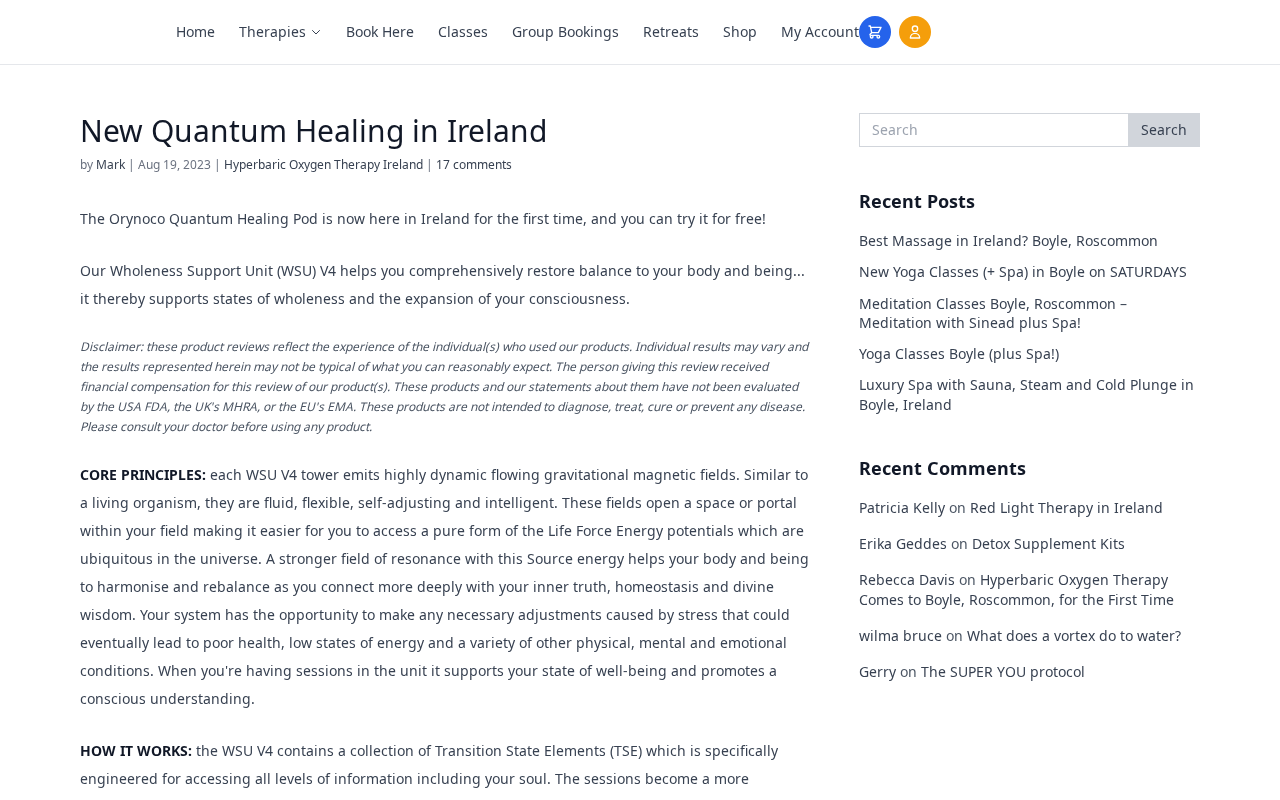 Home Therapies Book Here Classes Group Bookings Retreats Shop My Account
New Quantum Healing in Ireland
by Mark | Aug 19, 2023 | Hyperbaric Oxygen Therapy Ireland | 17 comments
The Orynoco Quantum Healing Pod is now here in Ireland for the first time, and you can try it for free!
Our Wholeness Support Unit (WSU) V4 helps you comprehensively restore balance to your body and being...
it thereby supports states of wholeness and the expansion of your consciousness.
Disclaimer: these product reviews reflect the experience of the individual(s) who used our products. Individual results may vary and
the results represented herein may not be typical of what you can reasonably expect. The person giving this review received
financial compensation for this review of our product(s). These products and our statements about them have not been evaluated
by the USA FDA, the UK's MHRA, or the EU's EMA. These products are not intended to diagnose, treat, cure or prevent any disease.
Please consult your doctor before using any product.
CORE PRINCIPLES: each WSU V4 tower emits highly dynamic flowing gravitational magnetic fields. Similar to
a living organism, they are fluid, flexible, self-adjusting and intelligent. These fields open a space or portal
within your field making it easier for you to access a pure form of the Life Force Energy potentials which are
ubiquitous in the universe. A stronger field of resonance with this Source energy helps your body and being
to harmonise and rebalance as you connect more deeply with your inner truth, homeostasis and divine
wisdom. Your system has the opportunity to make any necessary adjustments caused by stress that could
eventually lead to poor health, low states of energy and a variety of other physical, mental and emotional
conditions. When you're having sessions in the unit it supports your state of well-being and promotes a
conscious understanding.
HOW IT WORKS: the WSU V4 contains a collection of Transition State Elements (TSE) which is specifically
engineered for accessing all levels of information including your soul. The sessions become a more
Search Search
Recent Posts
Best Massage in Ireland? Boyle, Roscommon
New Yoga Classes (+ Spa) in Boyle on SATURDAYS
Meditation Classes Boyle, Roscommon –
Meditation with Sinead plus Spa!
Yoga Classes Boyle (plus Spa!)
Luxury Spa with Sauna, Steam and Cold Plunge in
Boyle, Ireland
Recent Comments
Patricia Kelly on Red Light Therapy in Ireland
Erika Geddes on Detox Supplement Kits
Rebecca Davis on Hyperbaric Oxygen Therapy
Comes to Boyle, Roscommon, for the First Time
wilma bruce on What does a vortex do to water?
Gerry on The SUPER YOU protocol